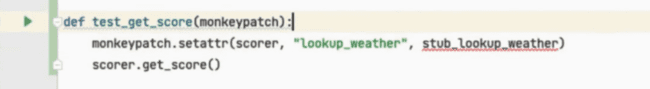 def test_get_score(monkeypatch):
    monkeypatch.setattr(scorer, "lookup_weather", stub_lookup_weather)
    scorer.get_score()